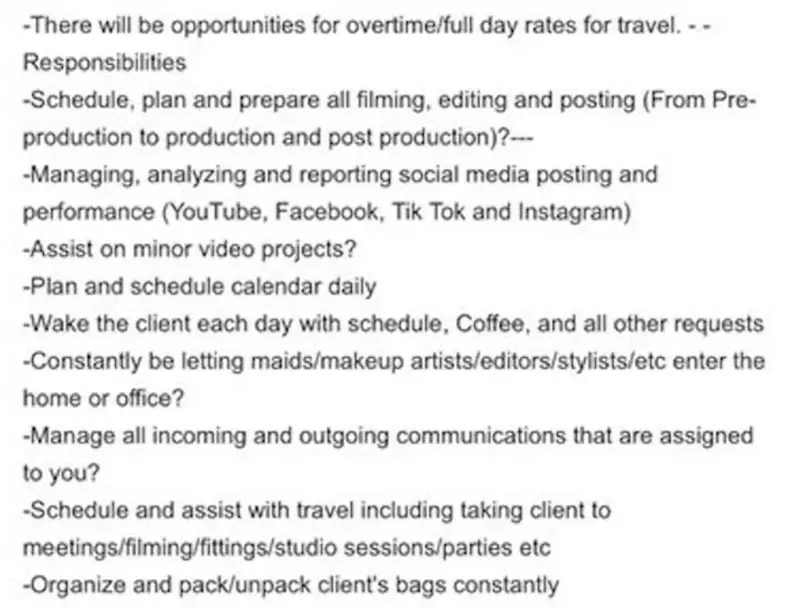 -There will be opportunities for overtime/full day rates for travel. - -
Responsibilities
-Schedule, plan and prepare all filming, editing and posting (From Pre-
production to production and post production)?---
-Managing, analyzing and reporting social media posting and
performance (YouTube, Facebook, Tik Tok and Instagram)
-Assist on minor video projects?
-Plan and schedule calendar daily
-Wake the client each day with schedule, Coffee, and all other requests
-Constantly be letting maids/makeup artists/editors/stylists/etc enter the
home or office?
-Manage all incoming and outgoing communications that are assigned
to you?
-Schedule and assist with travel including taking client to
meetings/filming/fittings/studio sessions/parties etc
-Organize and pack/unpack client's bags constantly